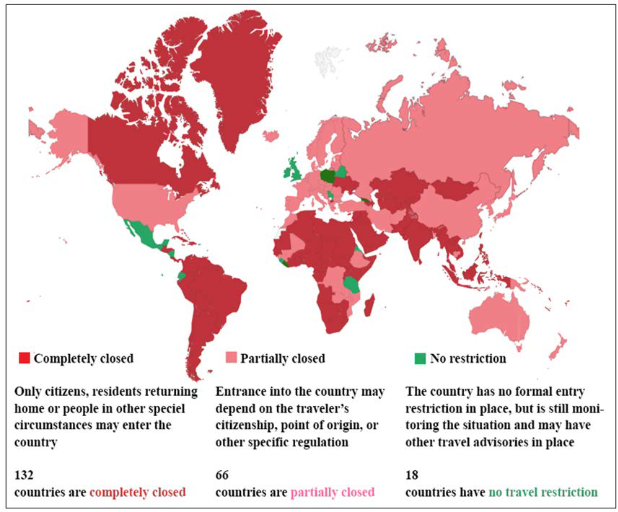 Completely closed
Partially closed
No restriction
Only citizens, residents returning
home or people in other speciel
circumstances may enter the
country
Entrance into the country may
depend on the traveler's
citizenship, point of origin, or
other specific regulation
The country has no formal entry
restriction in place, but is still moni-
toring the situation and may have
other travel advisories in place
132
countries are completely closed
66
countries are partially closed
18
countries have no travel restriction